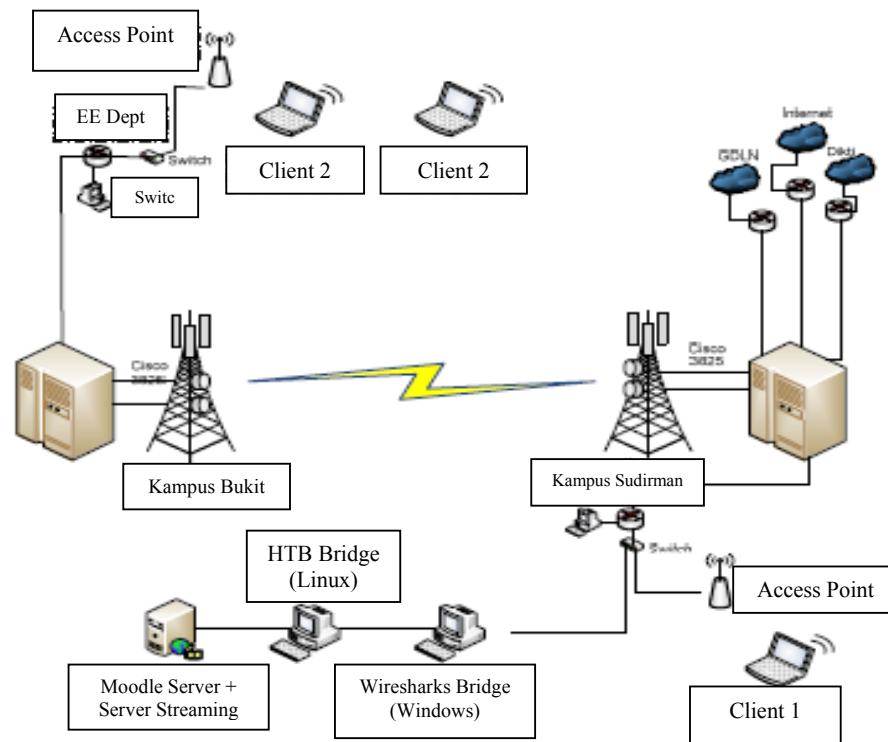 Access Point
EE Dept
Switch
Switc
Client 2
Client 2
Internet
GDLN
Dikti
Cisco
3825
Cisco
3825
Kampus Bukit
Kampus Sudirman
HTB Bridge
(Linux)
Switch
Access Point
Moodle Server +
Server Streaming
Wiresharks Bridge
(Windows)
Client 1